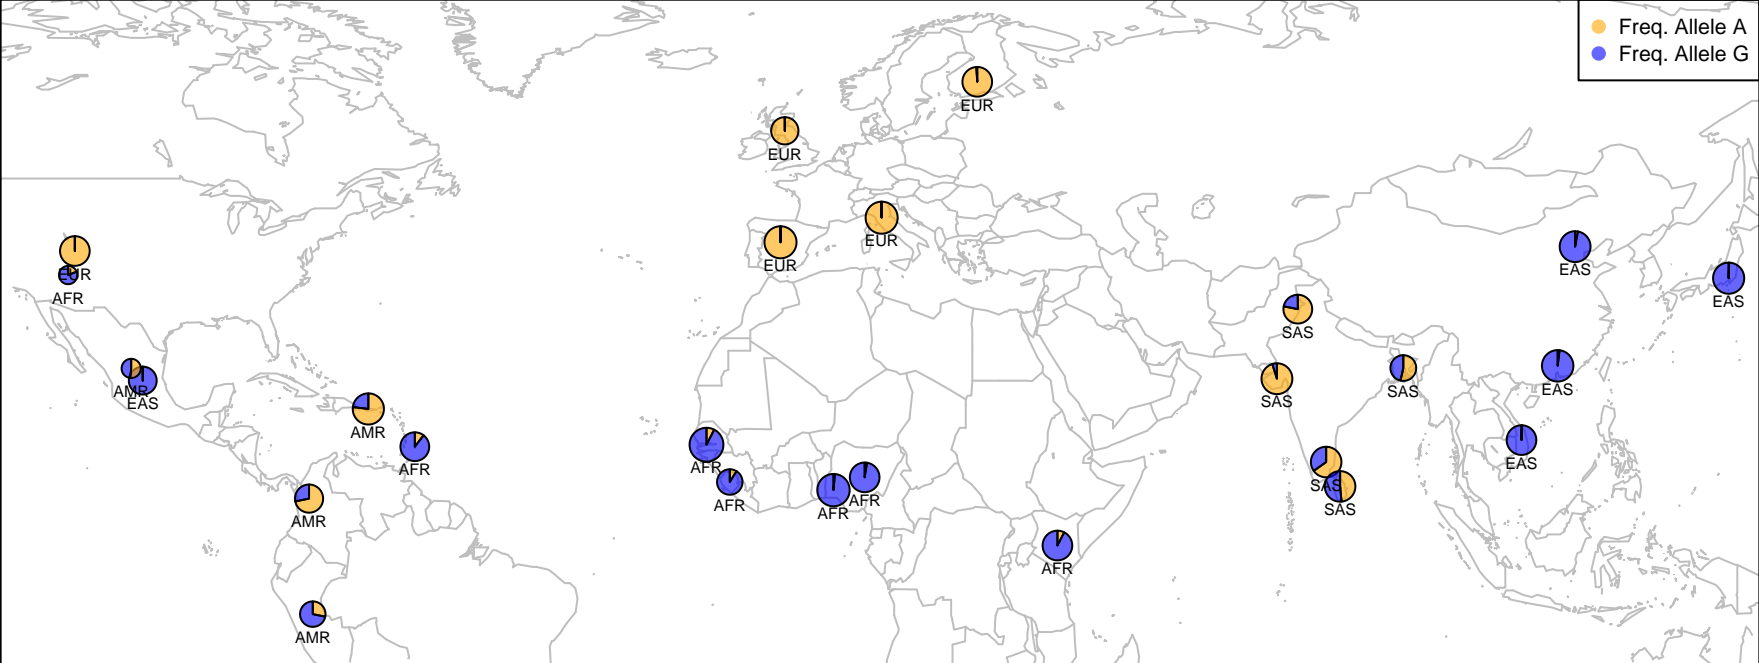 Freq. Allele A
Freq. Allele G
EUR
EUR
EUR
EUR
EUR
AFR
EAS
EAS
SAS
AMR
EAS
SAS
SAS
EAS
AMR
AFR
AFR
EAS
SAS
SAS
AFR
AFR
AFR
AMR
AFR
AMR